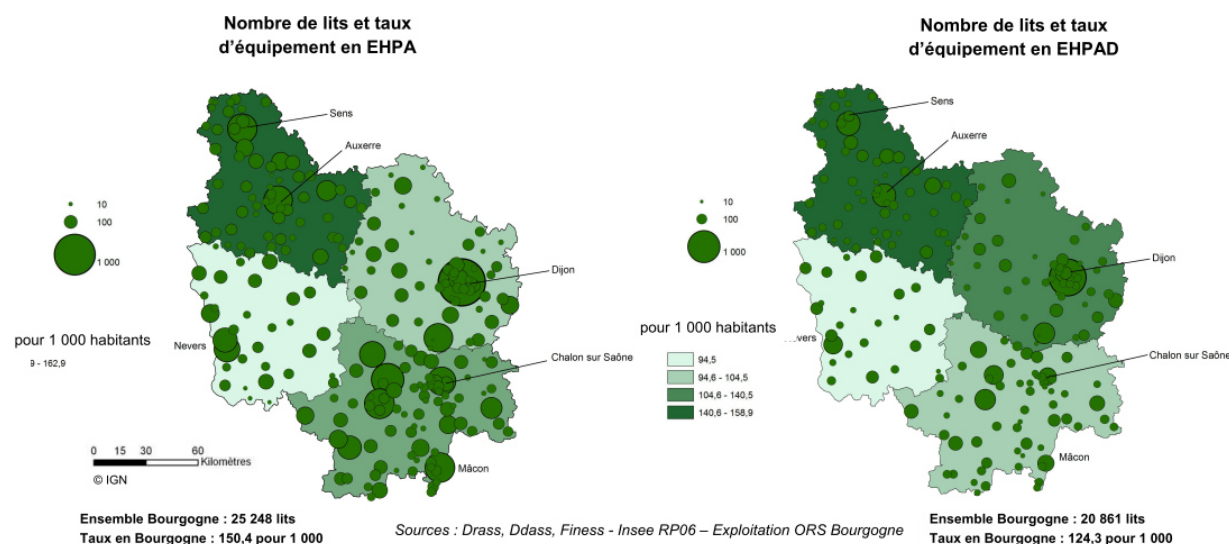 Nombre de lits et taux
d'équipement en EHPA
Sens
Auxerre
10
100
1 000
Dijon
pour 1 000 habitants
9 - 162,9
Nevers
Chalon sur Saône
0 15 30 60
Kilomètres
© IGN
Mâcon
Ensemble Bourgogne : 25 248 lits
Taux en Bourgogne : 150,4 pour 1 000
Nombre de lits et taux
d'équipement en EHPAD
Sens
Auxerre
10
100
1 000
Dijon
pour 1 000 habitants
vers
94,5
94,6 - 104,5
104,6 - 140,5
140,6 - 158,9
Chalon sur Saône
Mâcon
Ensemble Bourgogne : 20 861 lits
Taux en Bourgogne : 124,3 pour 1 000
Sources : Drass, Ddass, Finess - Insee RP06 – Exploitation ORS Bourgogne